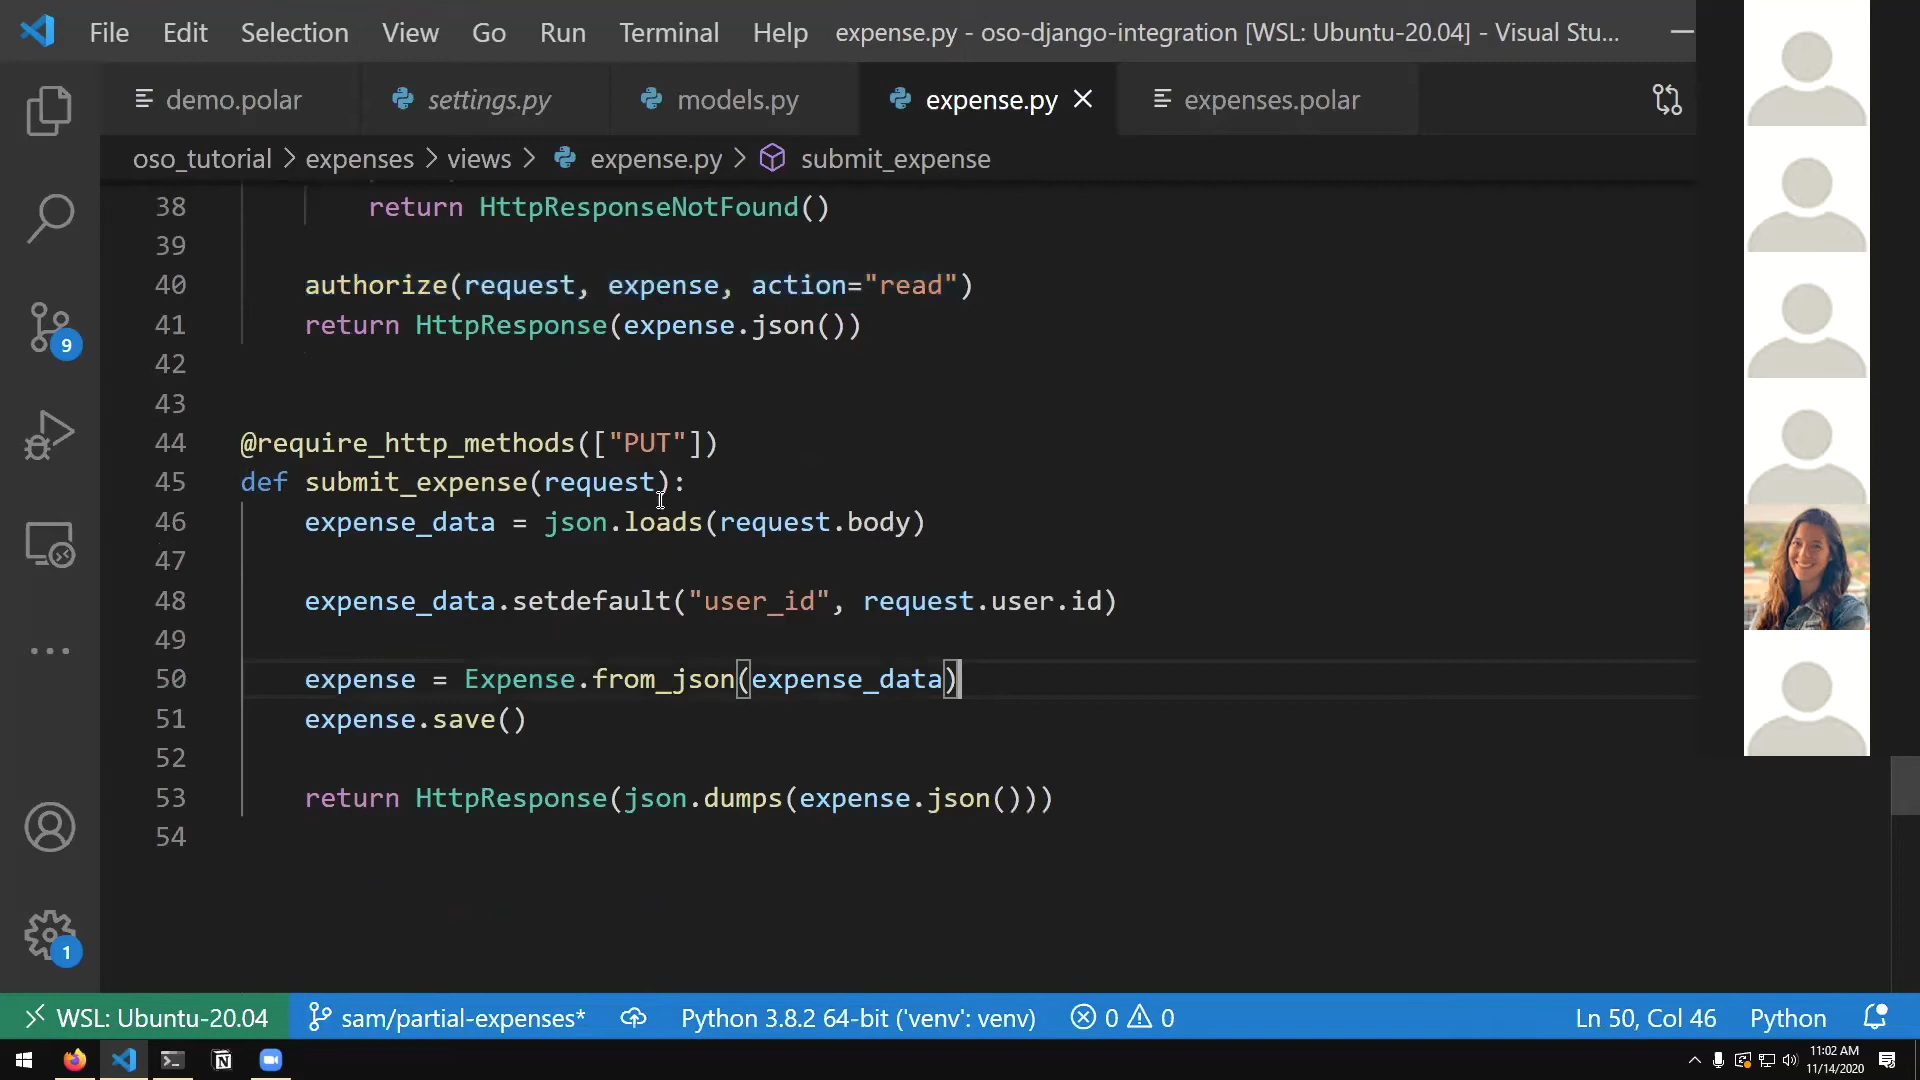 File Edit Selection View Go Run Terminal Help expense.py - oso-django-integration [WSL: Ubuntu-20.04] - Visual Stu...
demo.polar settings.py models.py expense.py expenses.polar
oso_tutorial > expenses > views > expense.py > submit_expense
38 return HttpResponseNotFound()
39
40 authorize(request, expense, action="read")
41 return HttpResponse(expense.json())
42
43
44 @require_http_methods(["PUT"])
45 def submit_expense(request):
46 expense_data = json.loads(request.body)
47
48 expense_data.setdefault("user_id", request.user.id)
49
50 expense = Expense.from_json(expense_data)
51 expense.save()
52
53 return HttpResponse(json.dumps(expense.json()))
54
9
1
WSL: Ubuntu-20.04 sam/partial-expenses* Python 3.8.2 64-bit ('venv': venv) 0 0 Ln 50, Col 46 Python
11:02 AM
11/14/2020